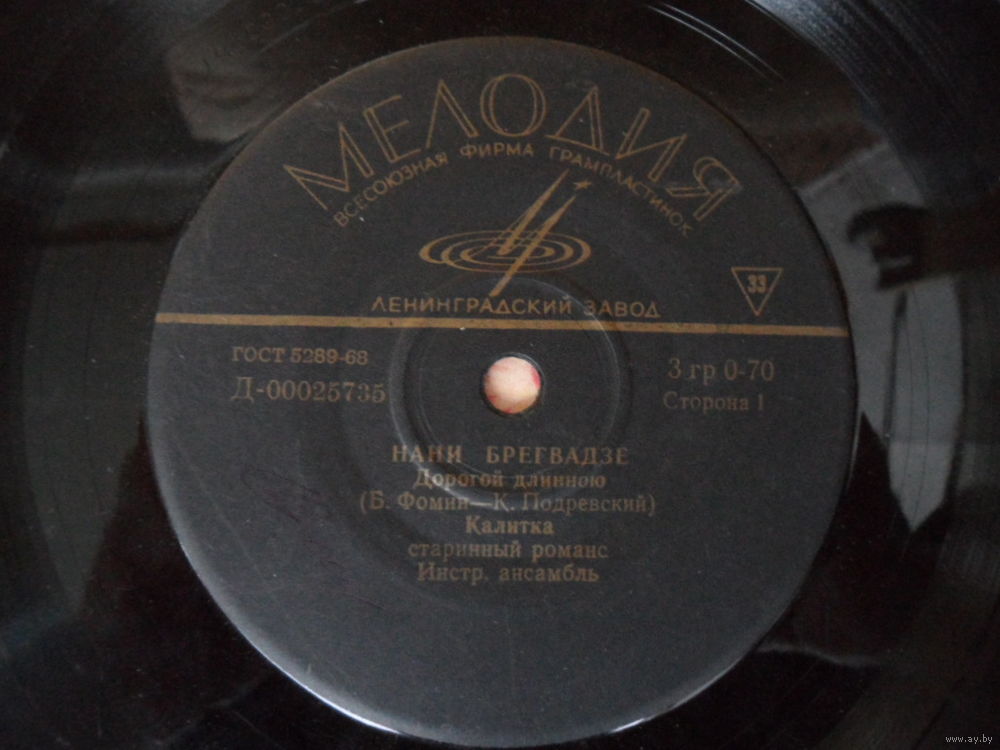 МЕЛОДИЯ
ВСЕСОЮЗНАЯ ФИРМА ГРАМПЛАСТИНОК
33
ЛЕНИНГРАДСКИЙ ЗАВОД
ГОСТ 5289-68
3 гр 0-70
Д-00025735
Сторона 1
НАНИ БРЕГВАДЗЕ
Дорогой длинною
(Б. Фомин—К. Подревский)
Калитка
старинный романс
Инстр. ансамбль
www.ay.by